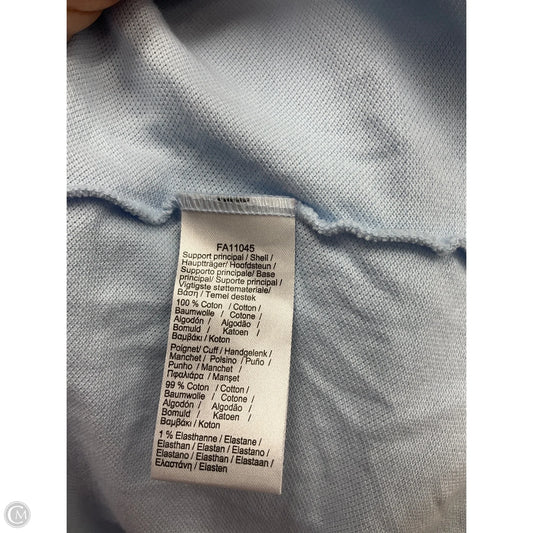 FA11045
Support principal / Shell /
Hauptträger/ Hoofdsteun /
Supporto principale/ Base
principal/ Suporte principal /
Vigtigste støttemateriale/
Βάση / Temel destek
100 % Coton / Cotton /
Baumwolle / Cotone /
Algodón / Algodão /
Bomuld / Katoen /
Βαμβάκι / Koton
Poignet/ Cuff / Handgelenk /
Manchet / Polsino / Puño /
Punho / Manchet /
Πφαλιάρα / Manşet
99 % Coton / Cotton /
Baumwolle / Cotone /
Algodón / Algodão /
Bomuld / Katoen /
Βαμβάκι / Koton
1 % Elasthanne / Elastane /
Elasthan / Elastan / Elastano /
Elastano / Elasthan / Elastaan /
Ελαστάνη / Elasten
CM